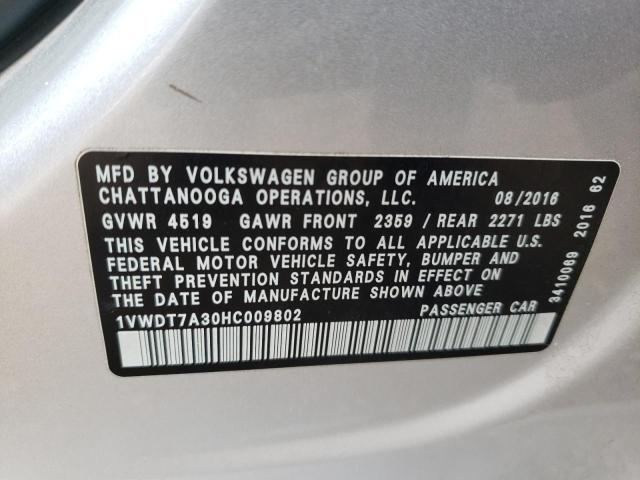 MFD BY VOLKSWAGEN GROUP OF AMERICA
CHATTANOOGA OPERATIONS, LLC. 08/2016
GVWR 4519 GAWR FRONT 2359 / REAR 2271 LBS
THIS VEHICLE CONFORMS TO ALL APPLICABLE U.S.
FEDERAL MOTOR VEHICLE SAFETY, BUMPER AND
THEFT PREVENTION STANDARDS IN EFFECT ON
THE DATE OF MANUFACTURE SHOWN ABOVE
1VWDT7A30HC009802 PASSENGER CAR
3410069 2016 62